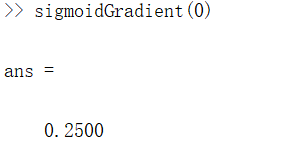 >> sigmoidGradient(0)
ans =
0.2500